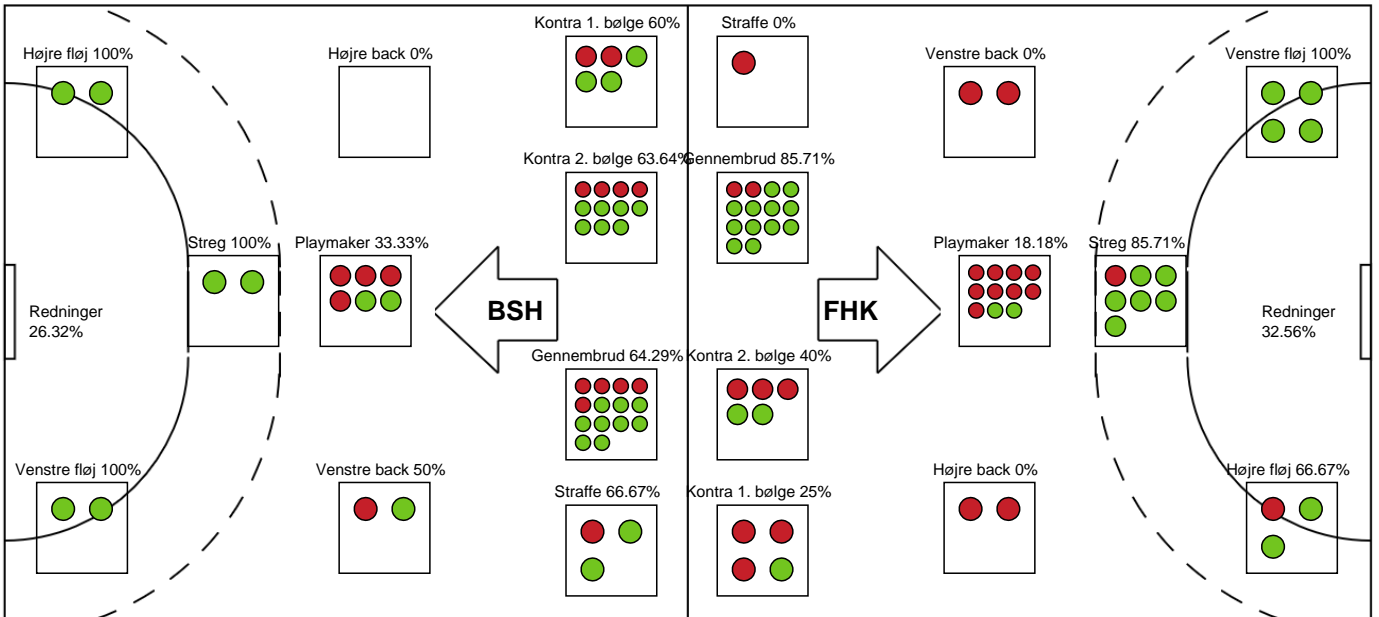 Kontra 1. bølge 60%
Straffe 0%
Højre fløj 100%
Højre back 0%
Venstre back 0%
Venstre fløj 100%
Kontra 2. bølge 63.64%
Gennembrud 85.71%
Streg 100%
Playmaker 33.33%
Playmaker 18.18%
Streg 85.71%
Redninger
26.32%
BSH
FHK
Redninger
32.56%
Gennembrud 64.29%
Kontra 2. bølge 40%
Venstre fløj 100%
Venstre back 50%
Højre back 0%
Højre fløj 66.67%
Straffe 66.67%
Kontra 1. bølge 25%